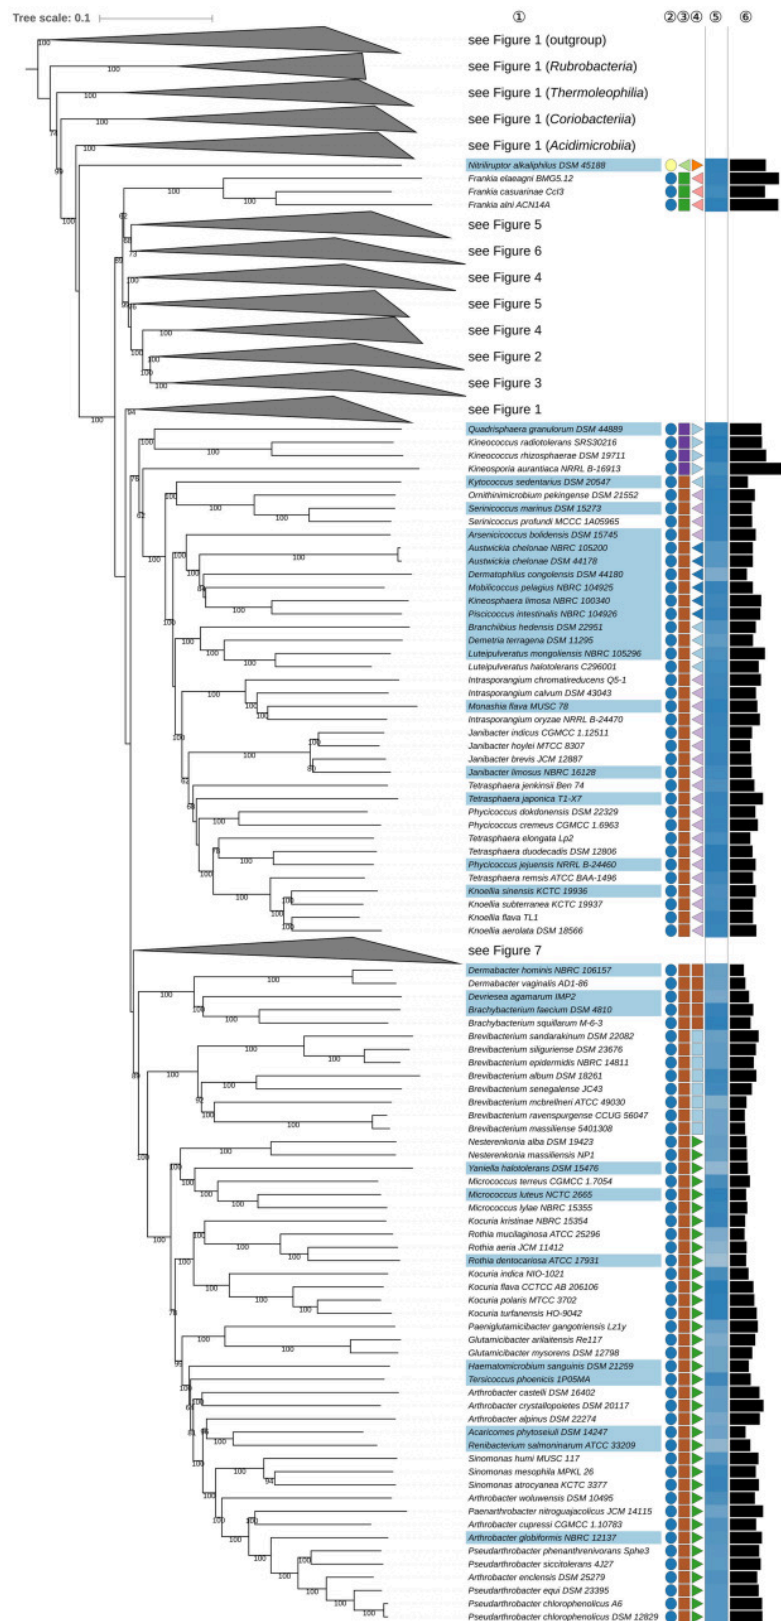 Tree scale: 0.1
① ② ③ ④ ⑤ ⑥
see Figure 1 (outgroup)
see Figure 1 (Rubrobacteria)
see Figure 1 (Thermoleophilia)
see Figure 1 (Coriobacteriia)
see Figure 1 (Acidimicrobiia)
Nitriliruptor alkaliphilus DSM 45188
Frankia elaeagni BMG5.12
Frankia casuarinae CcI3
Frankia alni ACN14A
see Figure 5
see Figure 6
see Figure 4
see Figure 5
see Figure 4
see Figure 2
see Figure 3
see Figure 1
Quadrisphaera granulorum DSM 44889
Kineococcus radiotolerans SRS30216
Kineococcus rhizosphaerae DSM 19711
Kineosporia aurantiaca NRRL B-16913
Kytococcus sedentarius DSM 20547
Ornithinimicrobium pekingense DSM 21552
Serinicoccus marinus DSM 15273
Serinicoccus profundi MCCC 1A05965
Arsenicicoccus bolidensis DSM 15745
Austwickia chelonae NBRC 105200
Austwickia chelonae DSM 44178
Dermatophilus congolensis DSM 44180
Mobilicoccus pelagius NBRC 104925
Kineosphaera limosa NBRC 100340
Piscicoccus intestinalis NBRC 104926
Branchiibius hedensis DSM 22951
Demetria terragena DSM 11295
Luteipulveratus mongoliensis NBRC 105296
Luteipulveratus halotolerans C296001
Intrasporangium chromatireducens Q5-1
Intrasporangium calvum DSM 43043
Monashia flava MUSC 78
Intrasporangium oryzae NRRL B-24470
Janibacter indicus CGMCC 1.12511
Janibacter hoylei MTCC 8307
Janibacter brevis JCM 12887
Janibacter limosus NBRC 16128
Tetrasphaera jenkinsii Ben 74
Tetrasphaera japonica T1-X7
Phycicoccus dokdonensis DSM 22329
Phycicoccus cremeus CGMCC 1.6963
Tetrasphaera elongata Lp2
Tetrasphaera duodecadis DSM 12806
Phycicoccus jejuensis NRRL B-24460
Tetrasphaera remsis ATCC BAA-1496
Knoellia sinensis KCTC 19936
Knoellia subterranea KCTC 19937
Knoellia flava TL1
Knoellia aerolata DSM 18566
see Figure 7
Dermabacter hominis NBRC 106157
Dermabacter vaginalis AD1-86
Devriesea agamarum IMP2
Brachybacterium faecium DSM 4810
Brachybacterium squillarum M-6-3
Brevibacterium sandarakinum DSM 22082
Brevibacterium siliguriense DSM 23676
Brevibacterium epidermidis NBRC 14811
Brevibacterium album DSM 18261
Brevibacterium senegalense JC43
Brevibacterium mcbrellneri ATCC 49030
Brevibacterium ravenspurgense CCUG 56047
Brevibacterium massiliense 5401308
Nesterenkonia alba DSM 19423
Nesterenkonia massiliensis NP1
Yaniella halotolerans DSM 15476
Micrococcus terreus CGMCC 1.7054
Micrococcus luteus NCTC 2665
Micrococcus lylae NBRC 15355
Kocuria kristinae NBRC 15354
Rothia mucilaginosa ATCC 25296
Rothia aeria JCM 11412
Rothia dentocariosa ATCC 17931
Kocuria indica NIO-1021
Kocuria flava CCTCC AB 206106
Kocuria polaris MTCC 3702
Kocuria turfanensis HO-9042
Paeniglutamicibacter gangotriensis Lz1y
Glutamicibacter arilaitensis Re117
Glutamicibacter mysorens DSM 12798
Haematomicrobium sanguinis DSM 21259
Tersicoccus phoenicis 1P05MA
Arthrobacter castelli DSM 16402
Arthrobacter crystallopoietes DSM 20117
Arthrobacter alpinus DSM 22274
Acaricomes phytoseiuli DSM 14247
Renibacterium salmoninarum ATCC 33209
Sinomonas humi MUSC 117
Sinomonas mesophila MPKL 26
Sinomonas atrocyanea KCTC 3377
Arthrobacter woluwensis DSM 10495
Paenarthrobacter nitroguajacolicus JCM 14115
Arthrobacter cupressi CGMCC 1.10783
Arthrobacter globiformis NBRC 12137
Pseudarthrobacter phenanthrenivorans Sphe3
Pseudarthrobacter siccitolerans 4J27
Arthrobacter enclensis DSM 25279
Pseudarthrobacter equi DSM 23395
Pseudarthrobacter chlorophenolicus A6
Pseudarthrobacter chlorophenolicus DSM 12829